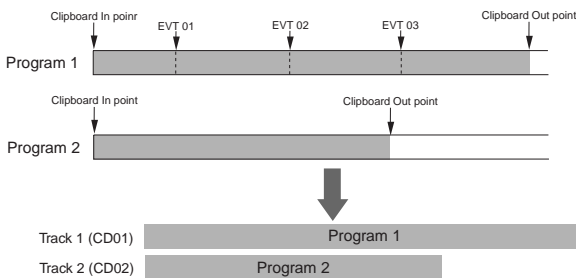 Clipboard In poinr
EVT 01
EVT 02
EVT 03
Clipboard Out point
Program 1
Clipboard In point
Clipboard Out point
Program 2
Track 1 (CD01)
Program 1
Track 2 (CD02)
Program 2